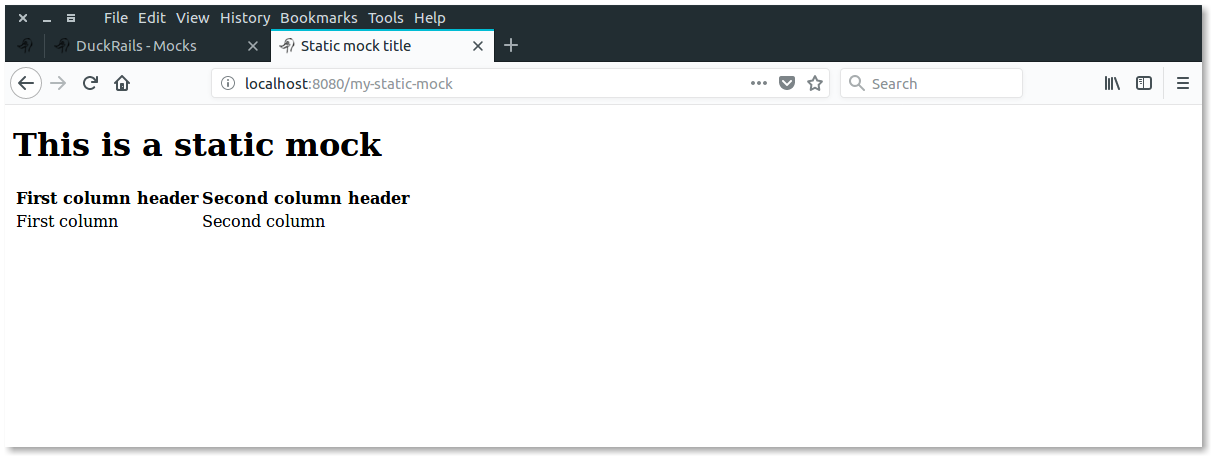 File Edit View History Bookmarks Tools Help
DuckRails - Mocks Static mock title
localhost:8080/my-static-mock Search
This is a static mock
First column header Second column header
First column Second column